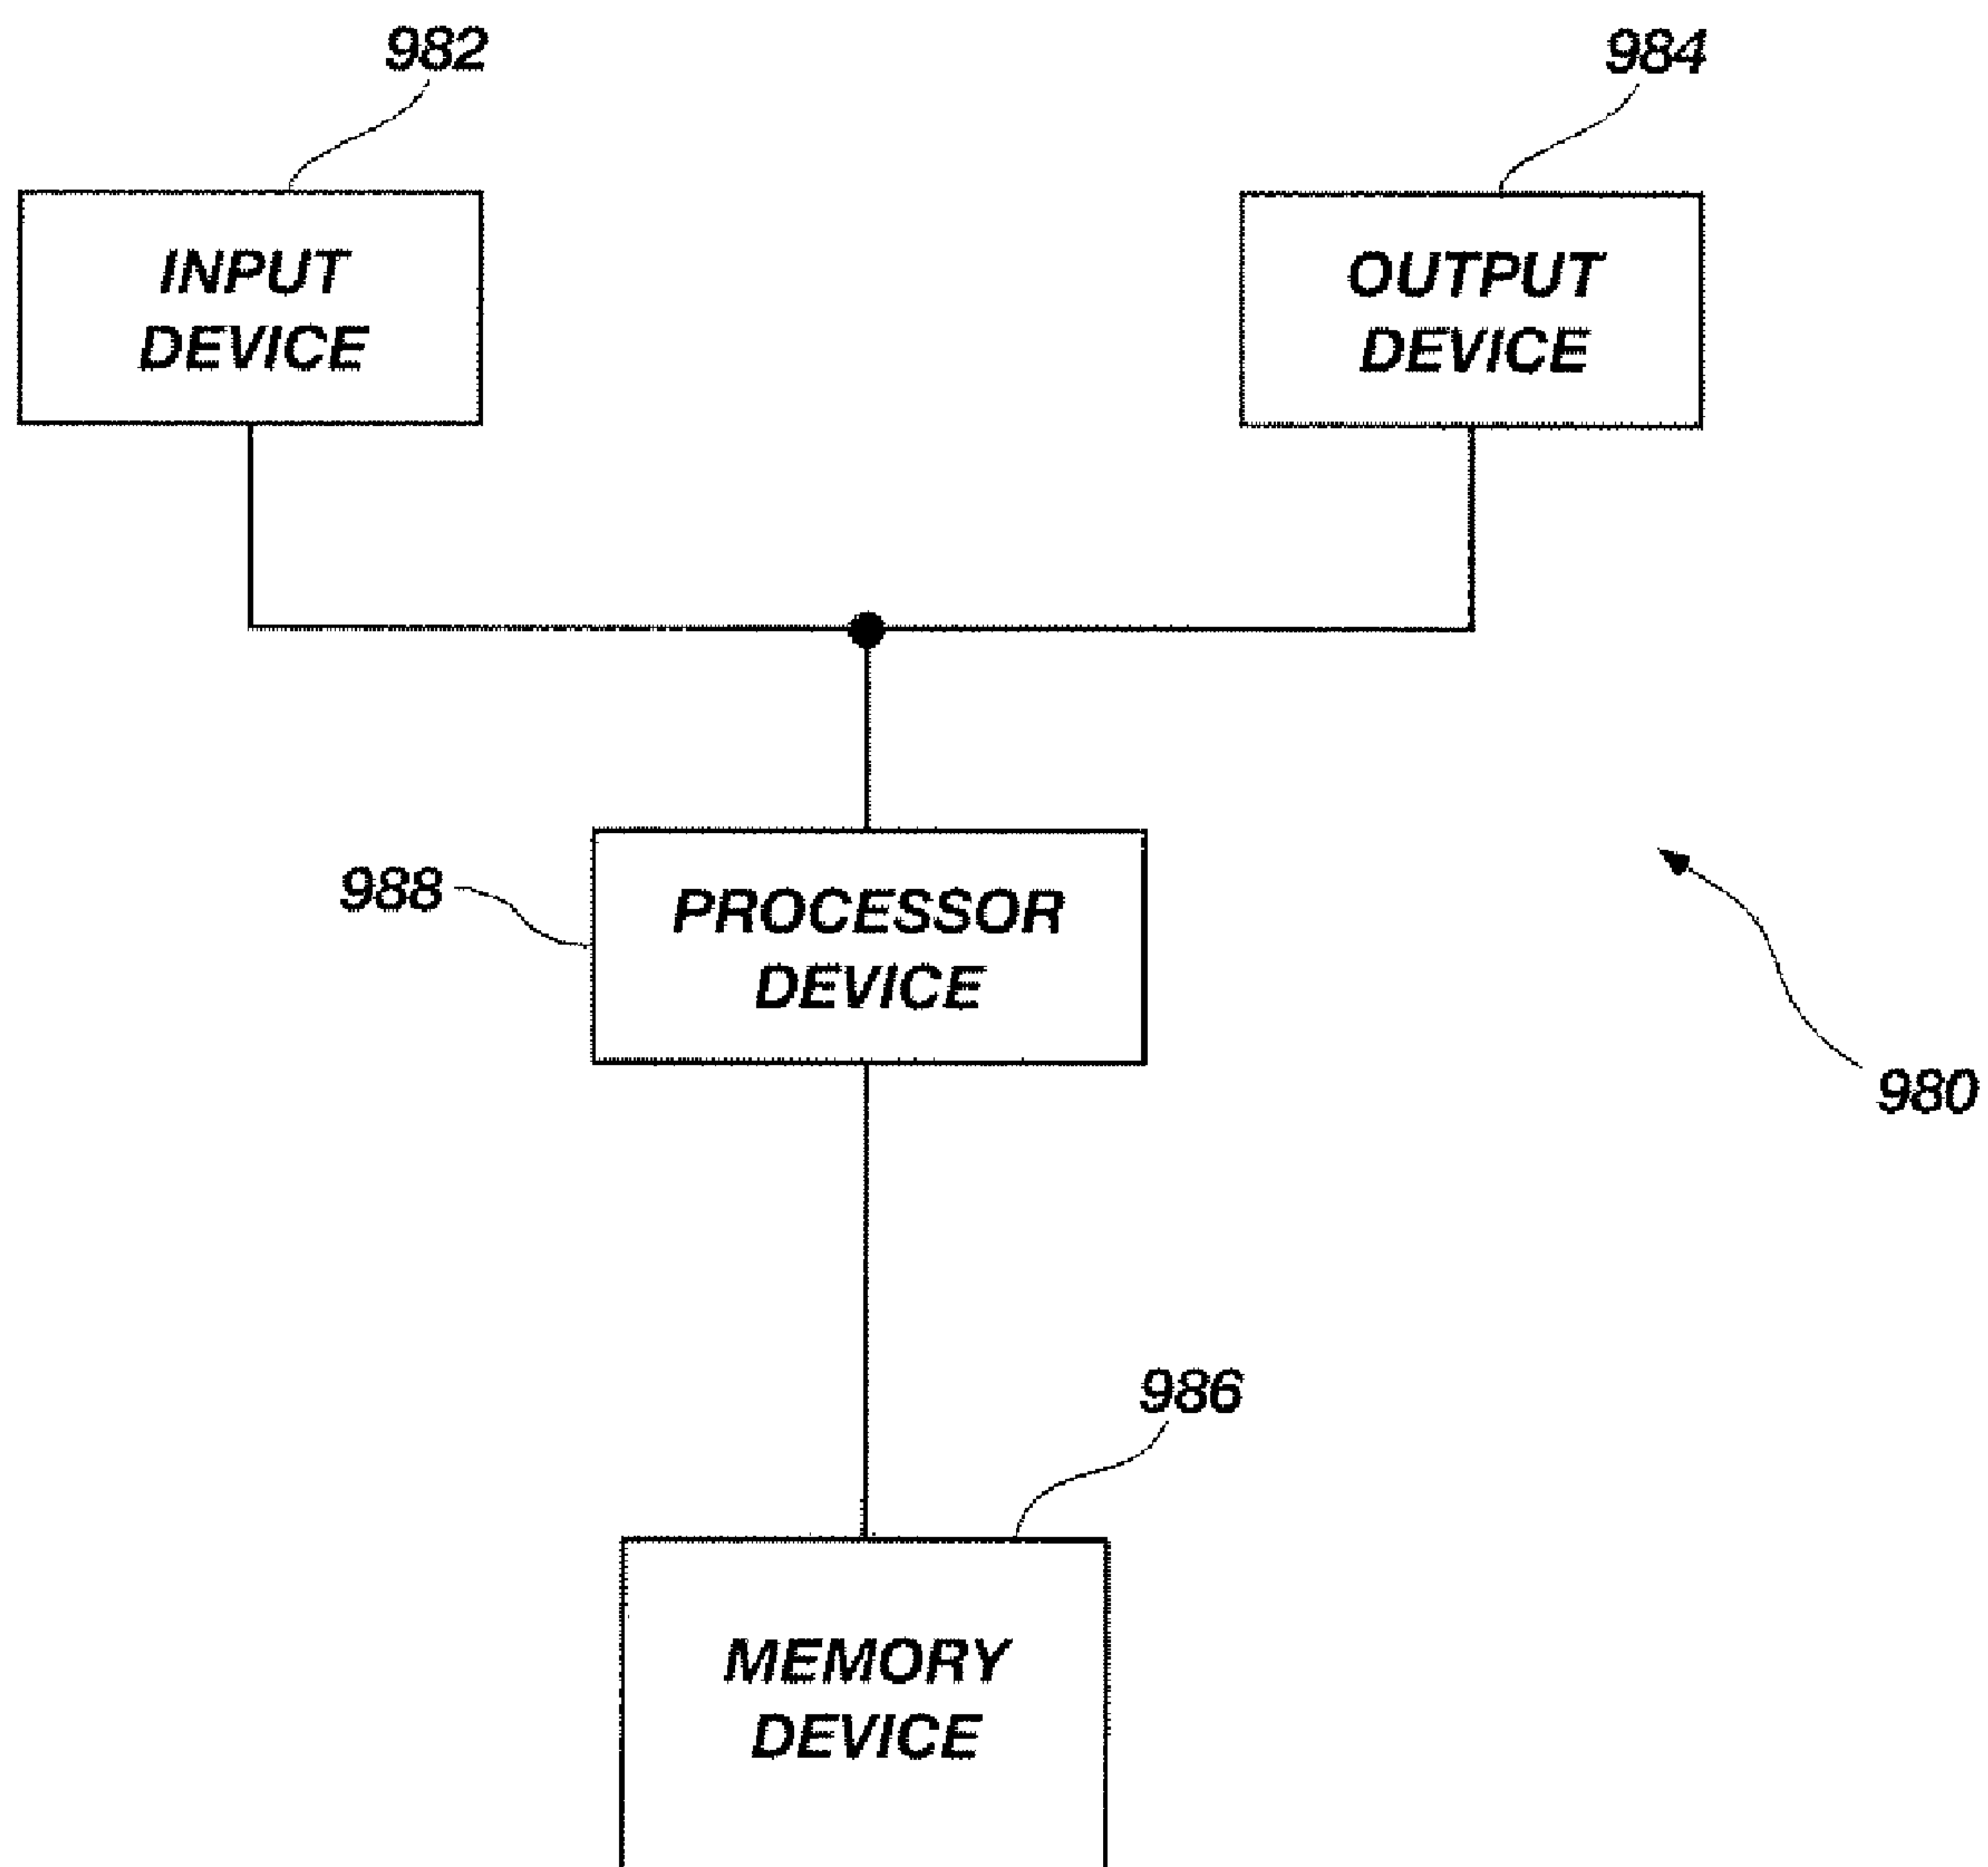 982
984
INPUT
DEVICE
OUTPUT
DEVICE
988
PROCESSOR
DEVICE
980
986
MEMORY
DEVICE